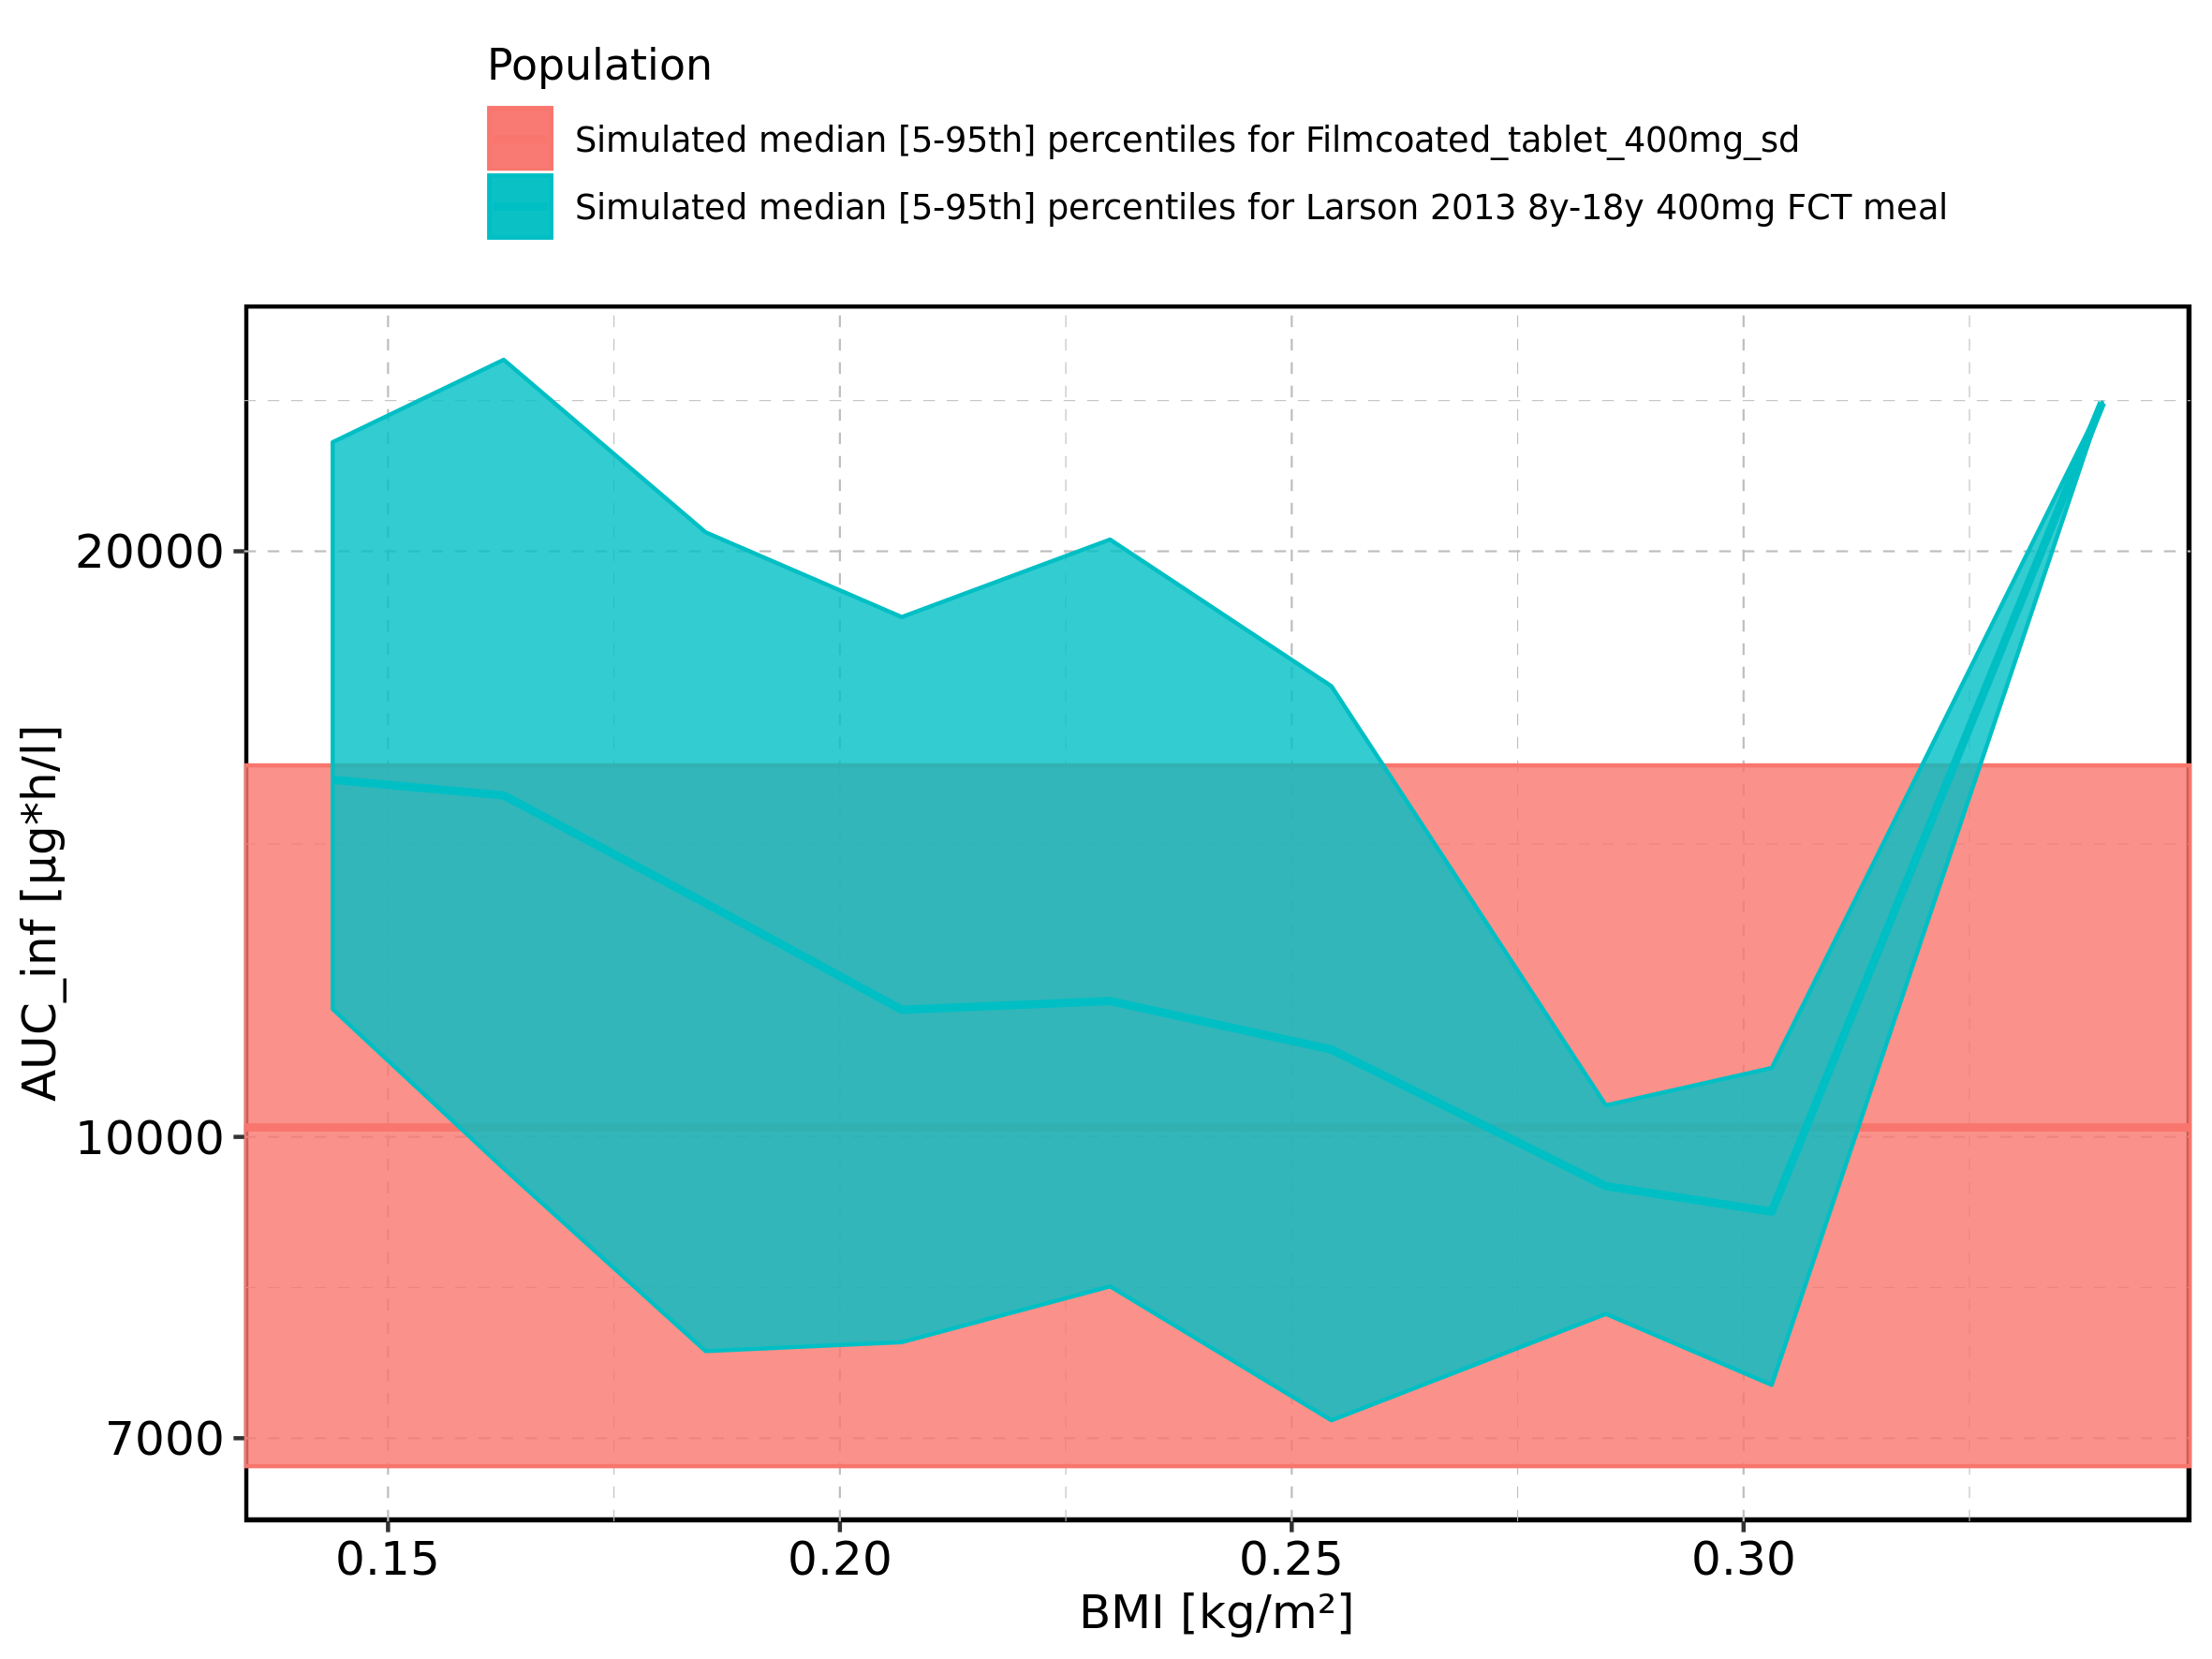 Population
Simulated median [5-95th] percentiles for Filmcoated_tablet_400mg_sd
Simulated median [5-95th] percentiles for Larson 2013 8y-18y 400mg FCT meal
AUC_inf [µg*h/l]
20000
10000
7000
0.15 0.20 0.25 0.30
BMI [kg/m²]